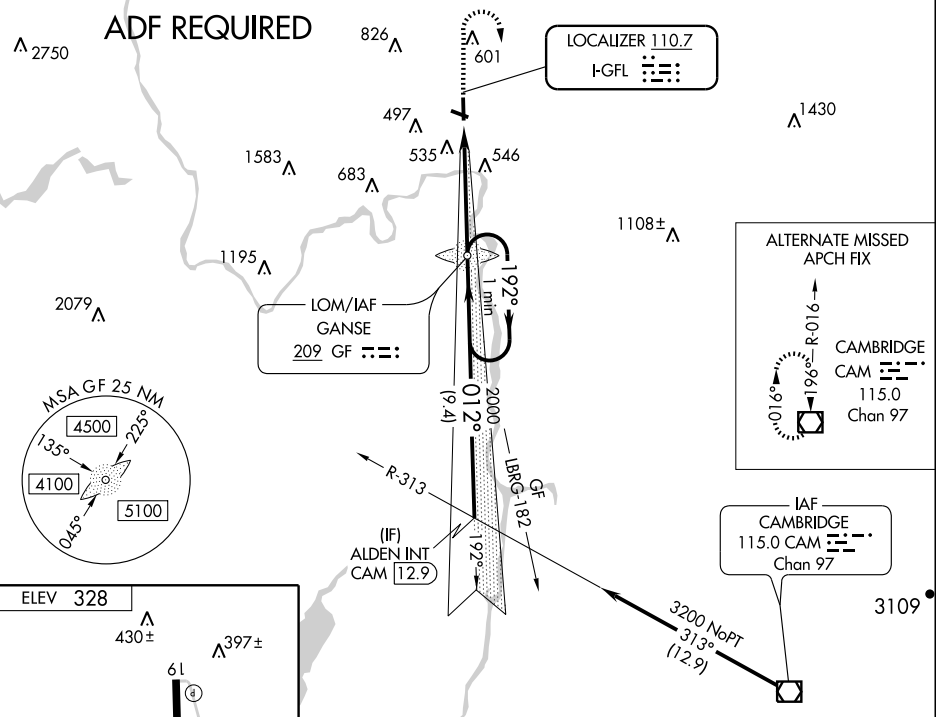 ADF REQUIRED
2750
826
601
LOCALIZER 110.7
I-GFL
1430
497
535
546
1583
683
1108±
1195
2079
LOM/IAF
GANSE
209 GF
192°
1 min
ALTERNATE MISSED
APCH FIX
R-016
196°
016°
CAMBRIDGE
CAM
115.0
Chan 97
MSA GF 25 NM
4500
135°
225°
4100
5100
045°
2000
012°
(9.4)
GF
LBRG-182
R-313
(IF)
ALDEN INT
CAM 12.9
192°
IAF
CAMBRIDGE
115.0 CAM
Chan 97
3109
3200 NoPT
313°
(12.9)
ELEV 328
430±
397±
19
P